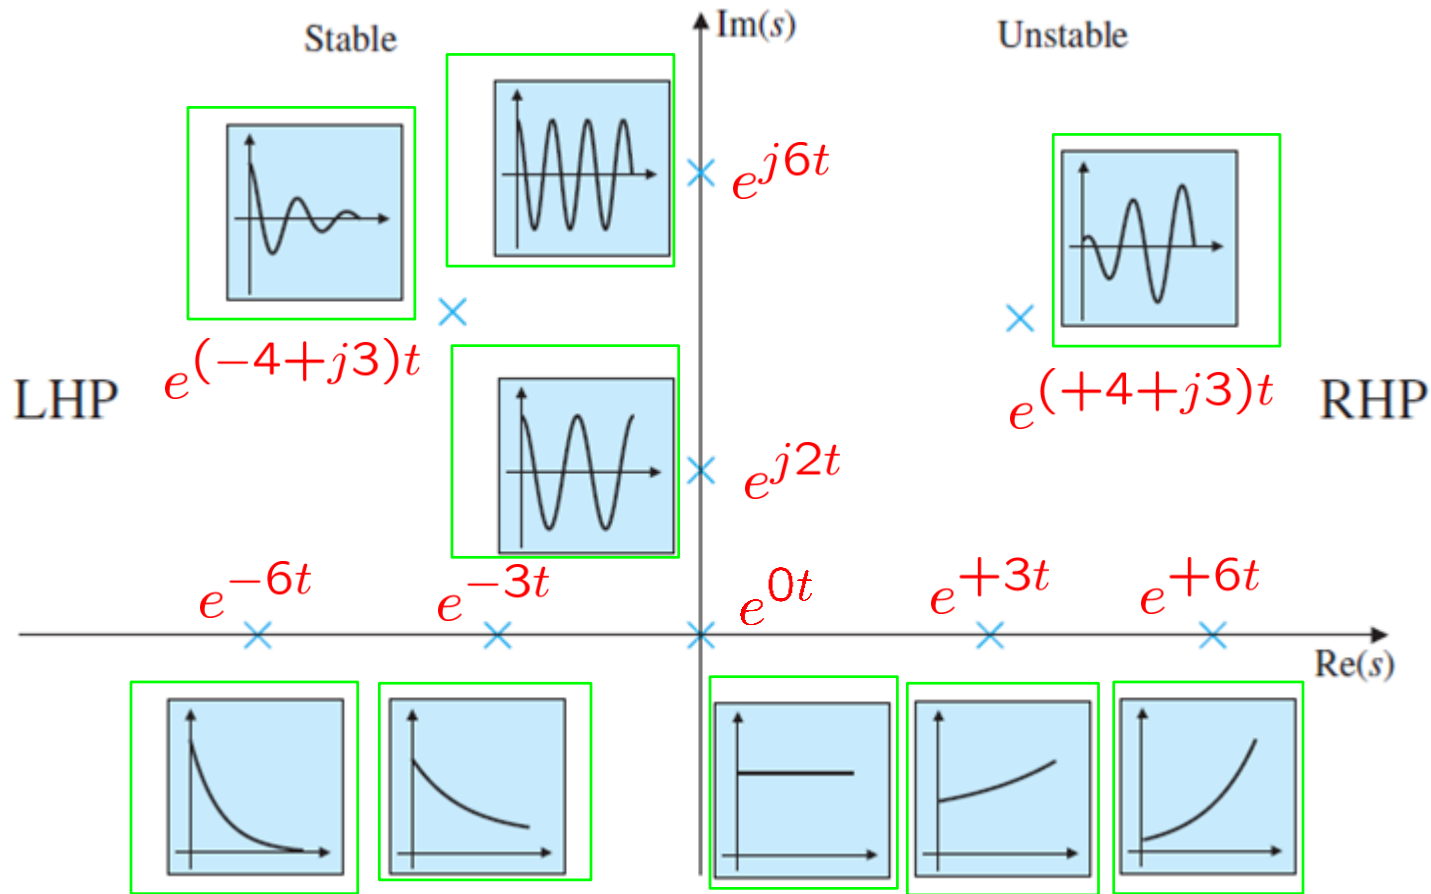 Im(s)
Stable
Unstable
e^{j6t}
e^{(-4+j3)t}
e^{(+4+j3)t}
LHP
RHP
e^{j2t}
e^{-6t}
e^{-3t}
e^{0t}
e^{+3t}
e^{+6t}
Re(s)